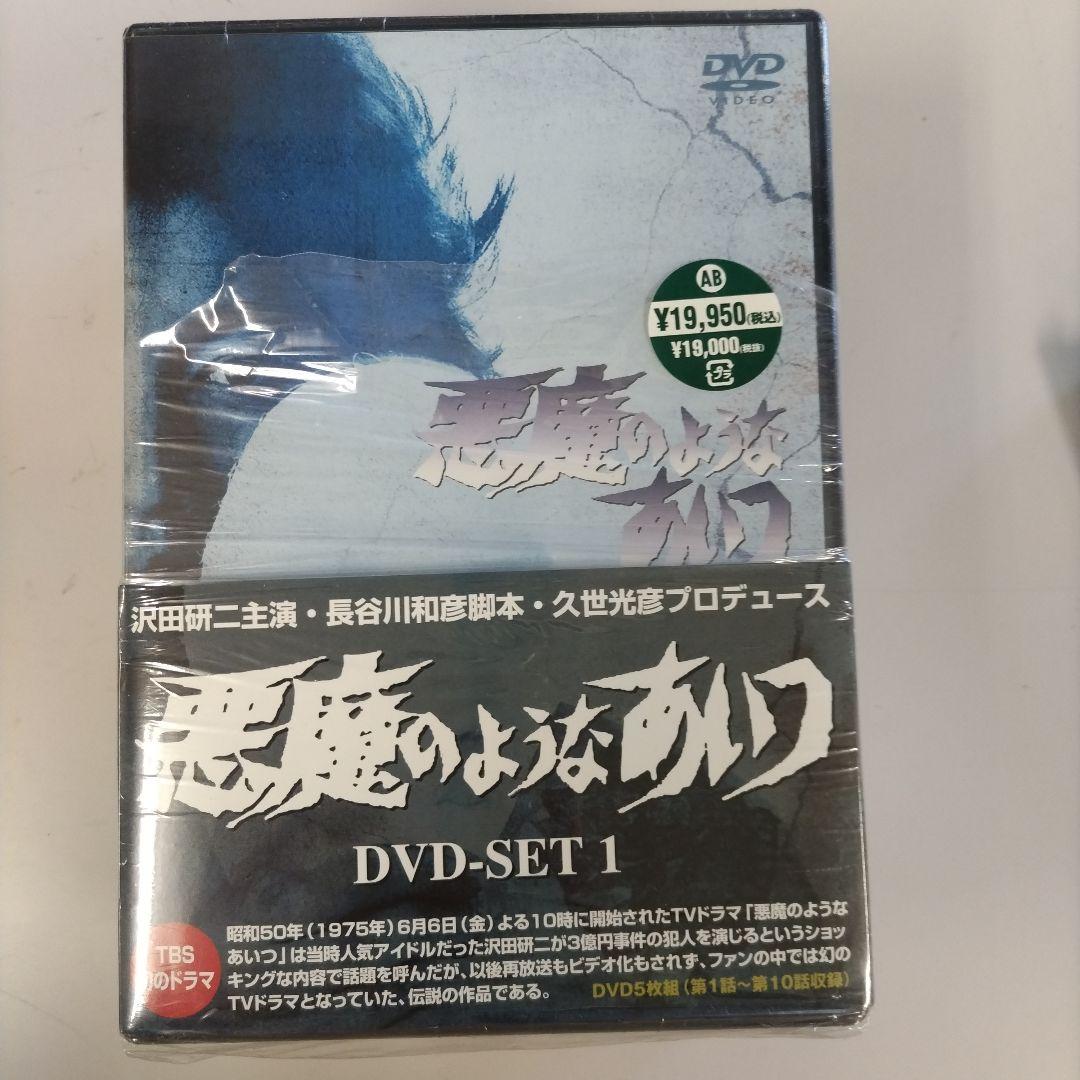 DVD
VIDEO
AB
¥19,950(税込)
¥19,000(税抜)
プラ
悪魔のような
あいつ
沢田研二主演・長谷川和彦脚本・久世光彦プロデュース
悪魔のようなあいつ
DVD-SET 1
TBS
幻のドラマ
昭和50年(1975年)6月6日(金)よる10時に開始されたTVドラマ「悪魔のような
あいつ」は当時人気アイドルだった沢田研二が3億円事件の犯人を演じるというショッ
キングな内容で話題を呼んだが、以後再放送もビデオ化もされず、ファンの中では幻の
TVドラマとなっていた、伝説の作品である。 DVD5枚組(第1話〜第10話収録)